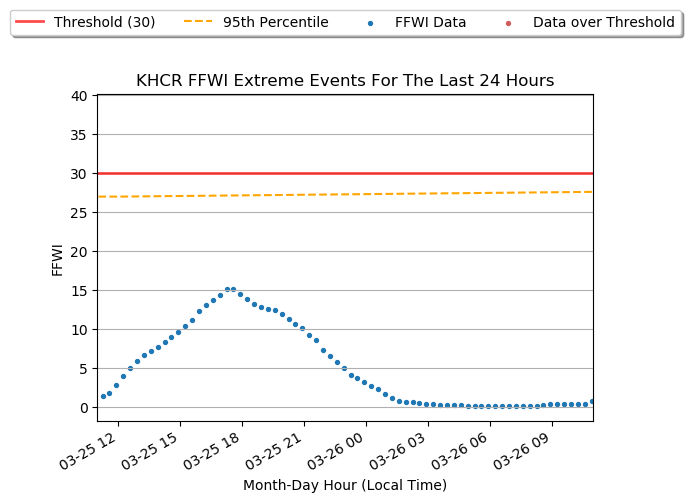 Threshold (30) 95th Percentile FFWI Data Data over Threshold
KHCR FFWI Extreme Events For The Last 24 Hours
40
35
30
25
20
15
10
5
0
FFWI
03-25 12 03-25 15 03-25 18 03-25 21 03-26 00 03-26 03 03-26 06 03-26 09
Month-Day Hour (Local Time)